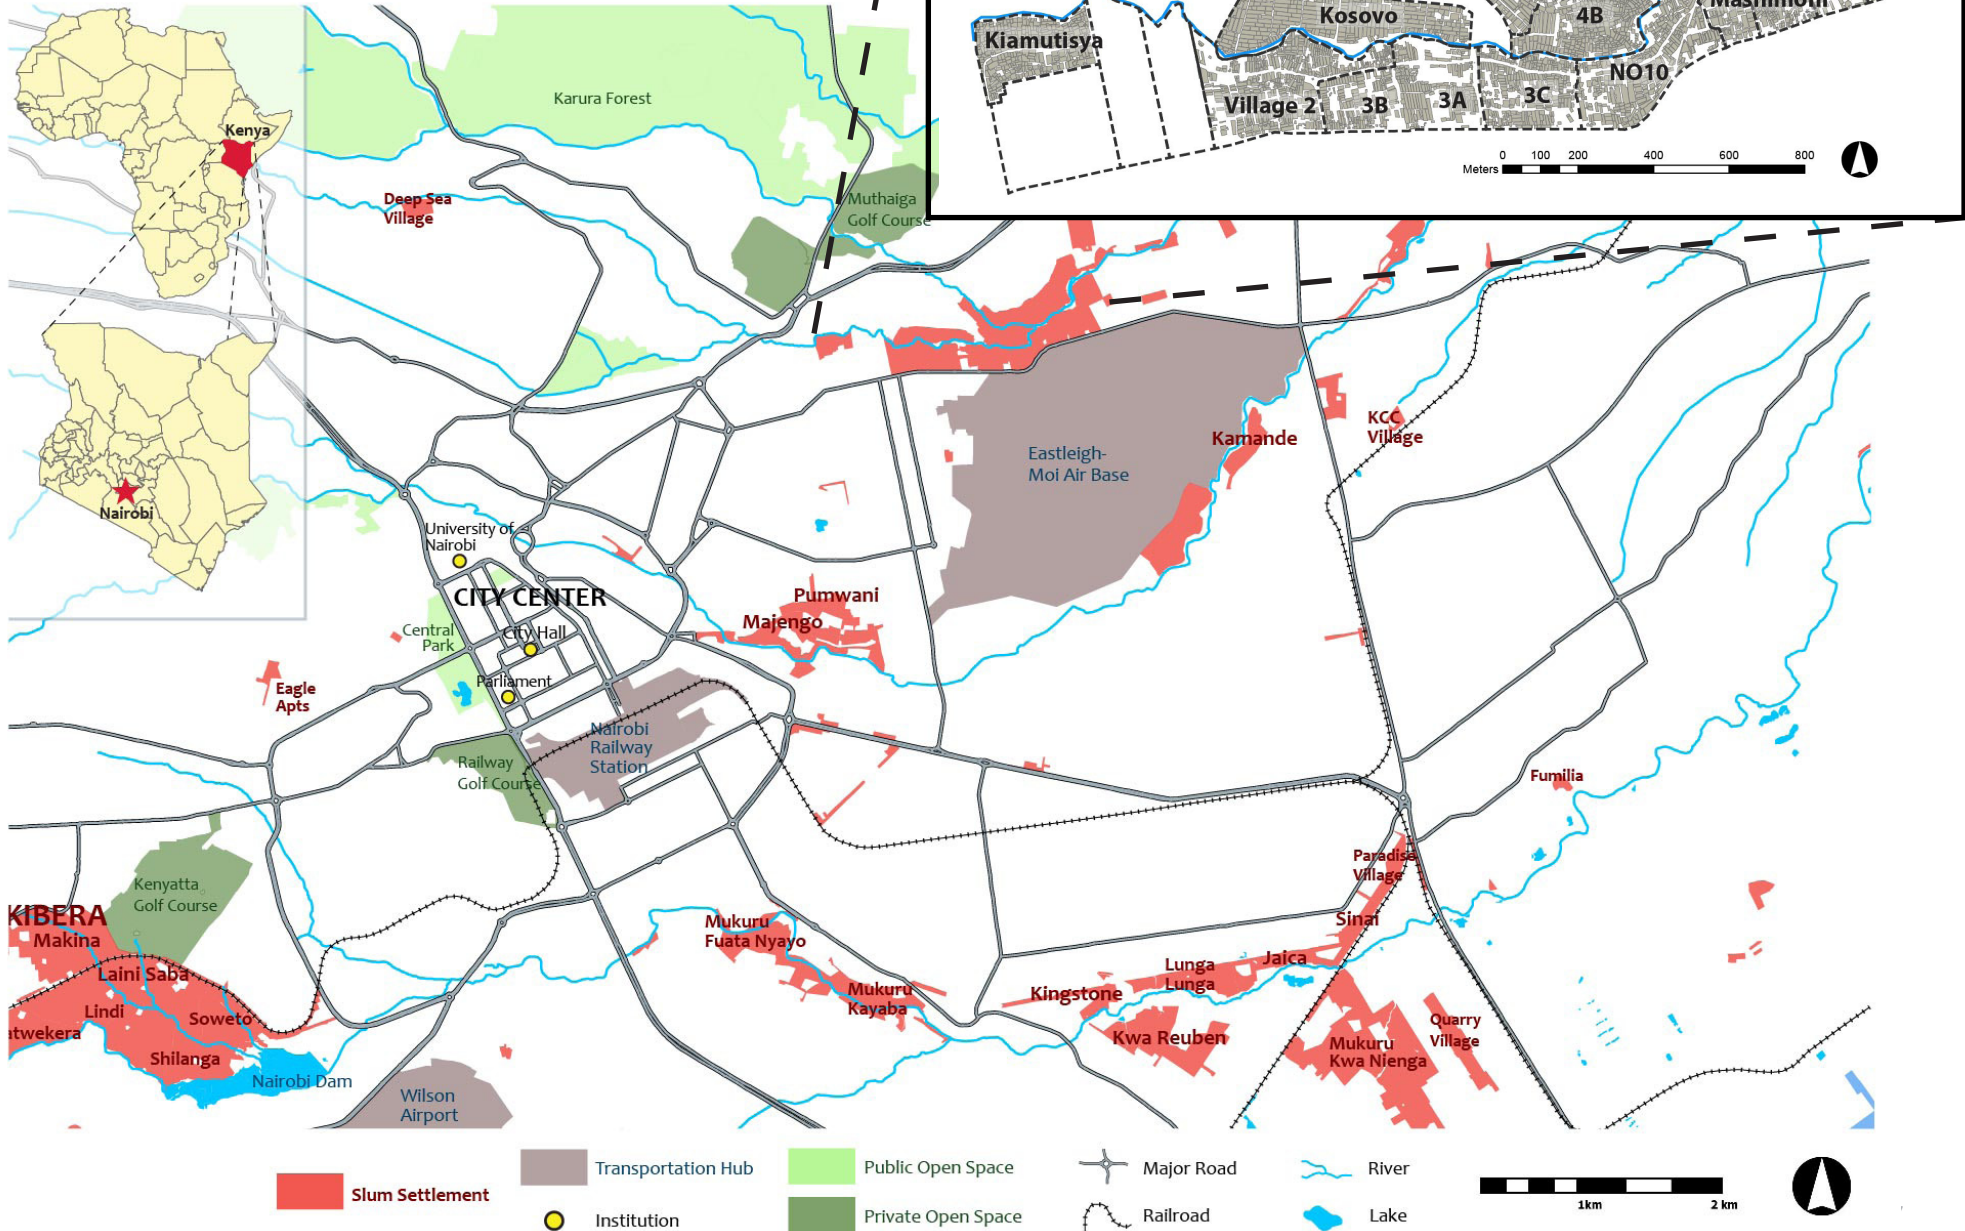 Kosovo
4B
Mashimoni
Kiamutisya
NO10
Village 2
3B
3A
3C
Meters
0 100 200 400 600 800
Kenya
Nairobi
Karura Forest
Deep Sea
Village
Muthaiga
Golf Course
KCC
Village
Kamande
Eastleigh-
Moi Air Base
University of
Nairobi
CITY CENTER
Pumwani
Majengo
Central
Park
City Hall
Parliament
Eagle
Apts
Nairobi
Railway
Station
Railway
Golf Course
Fumilia
Paradise
Village
Kenyatta
Golf Course
KIBERA
Makina
Laini Saba
Lindi
Soweto
atwekera
Shilanga
Nairobi Dam
Wilson
Airport
Mukuru
Fuata Nyayo
Mukuru
Kayaba
Sinai
Jaica
Lunga
Lunga
Kingstone
Kwa Reuben
Mukuru
Kwa Nienga
Quarry
Village
Slum Settlement
Transportation Hub
Institution
Public Open Space
Private Open Space
Major Road
Railroad
River
Lake
1km 2 km